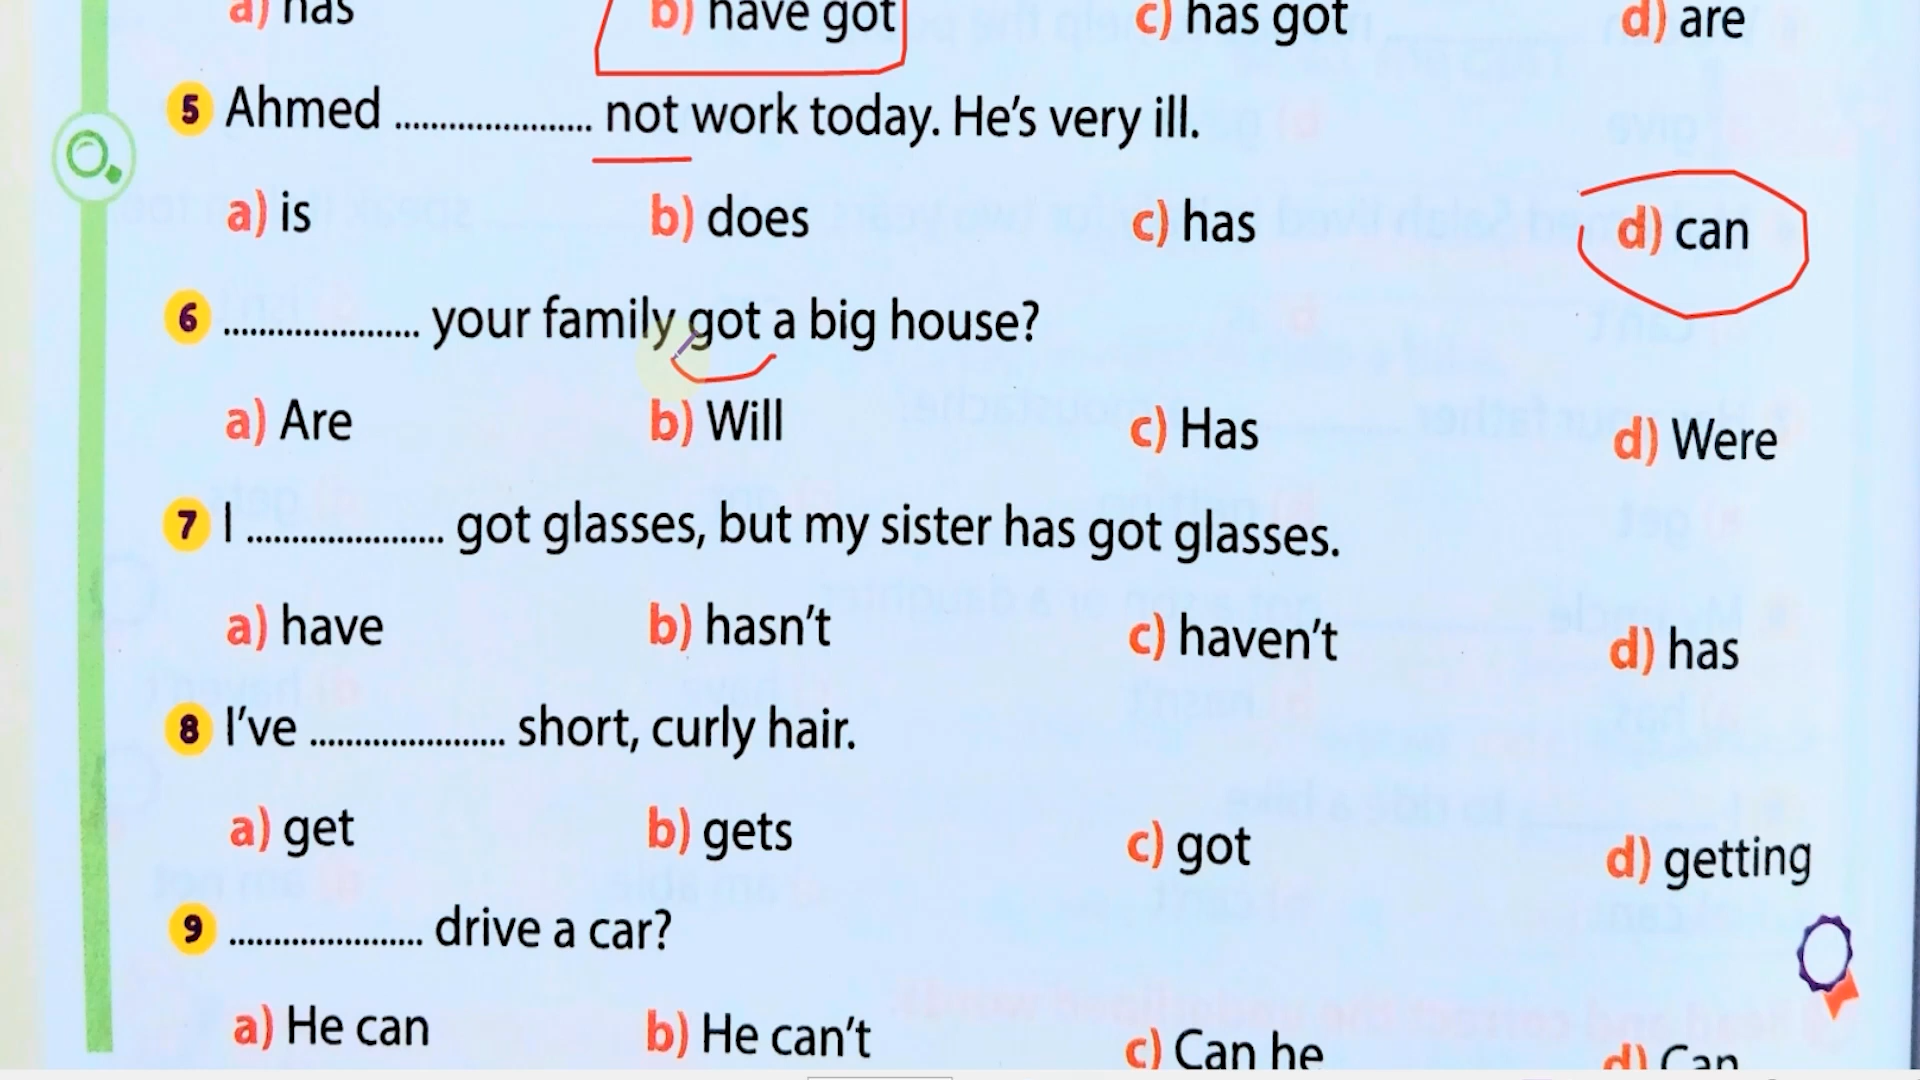 a) has b) have got c) has got d) are
5 Ahmed ...................... not work today. He's very ill.
a) is b) does c) has d) can
6 ...................... your family got a big house?
a) Are b) Will c) Has d) Were
7 I ...................... got glasses, but my sister has got glasses.
a) have b) hasn't c) haven't d) has
8 I've ...................... short, curly hair.
a) get b) gets c) got d) getting
9 ...................... drive a car?
a) He can b) He can't c) Can he d) Can